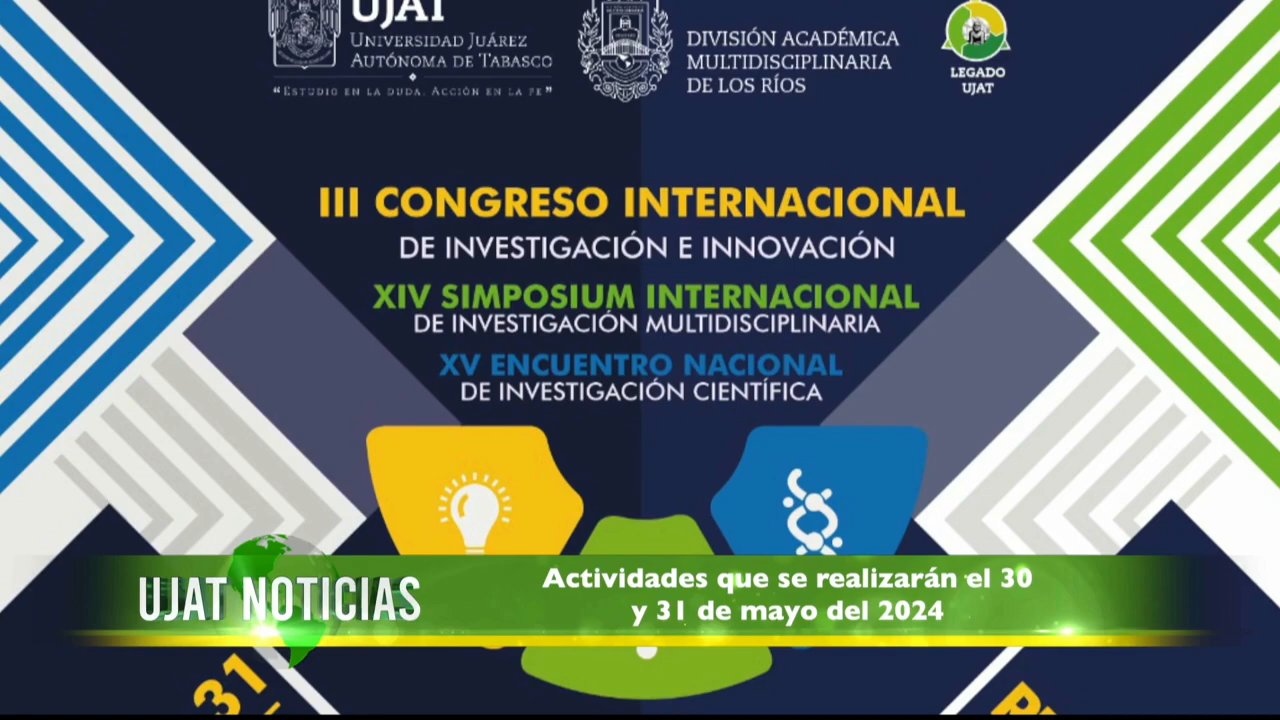 UJAT
UNIVERSIDAD JUÁREZ
AUTÓNOMA DE TABASCO
“ESTUDIO EN LA DUDA. ACCIÓN EN LA FE”
DIVISIÓN ACADÉMICA
MULTIDISCIPLINARIA
DE LOS RÍOS
LEGADO
UJAT
III CONGRESO INTERNACIONAL
DE INVESTIGACIÓN E INNOVACIÓN
XIV SIMPOSIUM INTERNACIONAL
DE INVESTIGACIÓN MULTIDISCIPLINARIA
XV ENCUENTRO NACIONAL
DE INVESTIGACIÓN CIENTÍFICA
UJAT NOTICIAS
Actividades que se realizarán el 30
y 31 de mayo del 2024
31